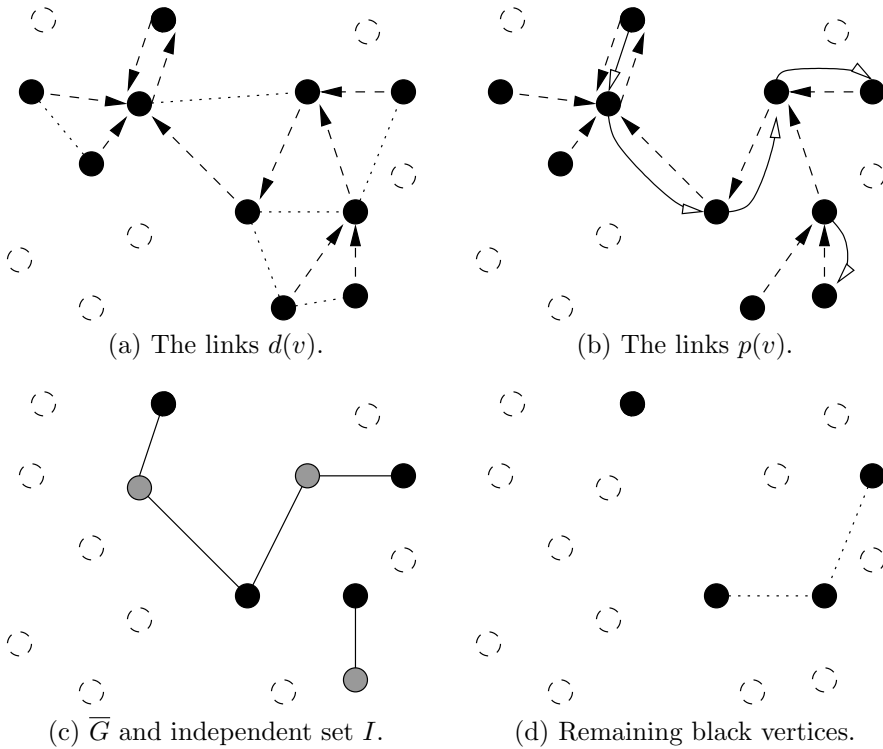 (a) The links d(v).
(b) The links p(v).
(c) G̅ and independent set I.
(d) Remaining black vertices.